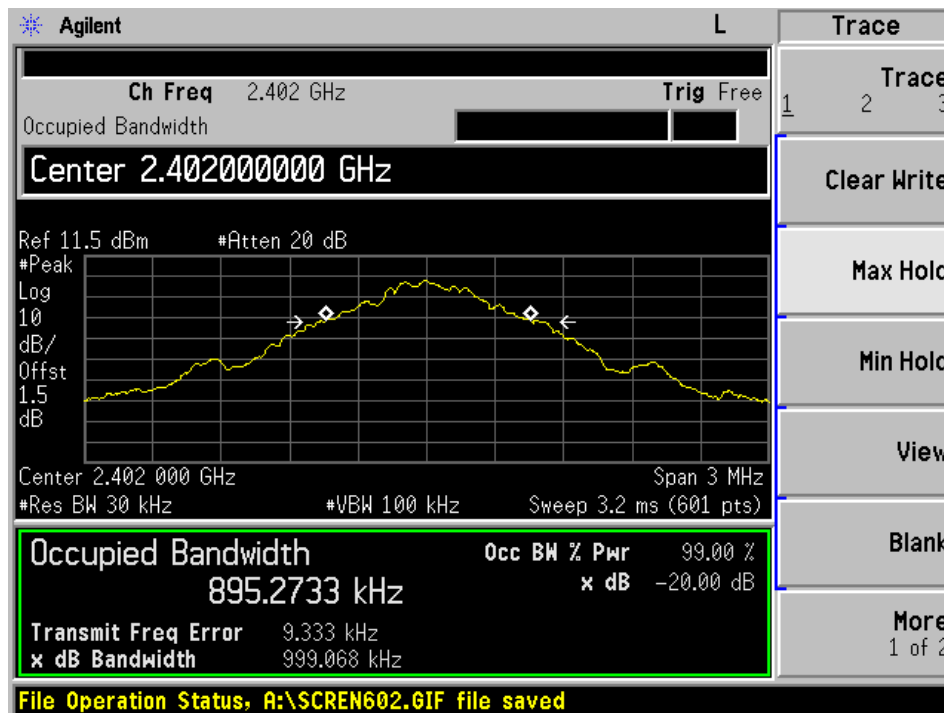 Agilent L Trace
Ch Freq 2.402 GHz Trig Free
Occupied Bandwidth
Center 2.402000000 GHz
Ref 11.5 dBm #Atten 20 dB
#Peak
Log
10
dB/
Offst
1.5
dB
Center 2.402 000 GHz Span 3 MHz
#Res BW 30 kHz #VBW 100 kHz Sweep 3.2 ms (601 pts)
Occupied Bandwidth Occ BW % Pwr 99.00 %
895.2733 kHz x dB -20.00 dB
Transmit Freq Error 9.333 kHz
x dB Bandwidth 999.068 kHz
File Operation Status, A:\SCREN602.GIF file saved
Trace
1 2 3
Clear Write
Max Hold
Min Hold
View
Blank
More
1 of 2